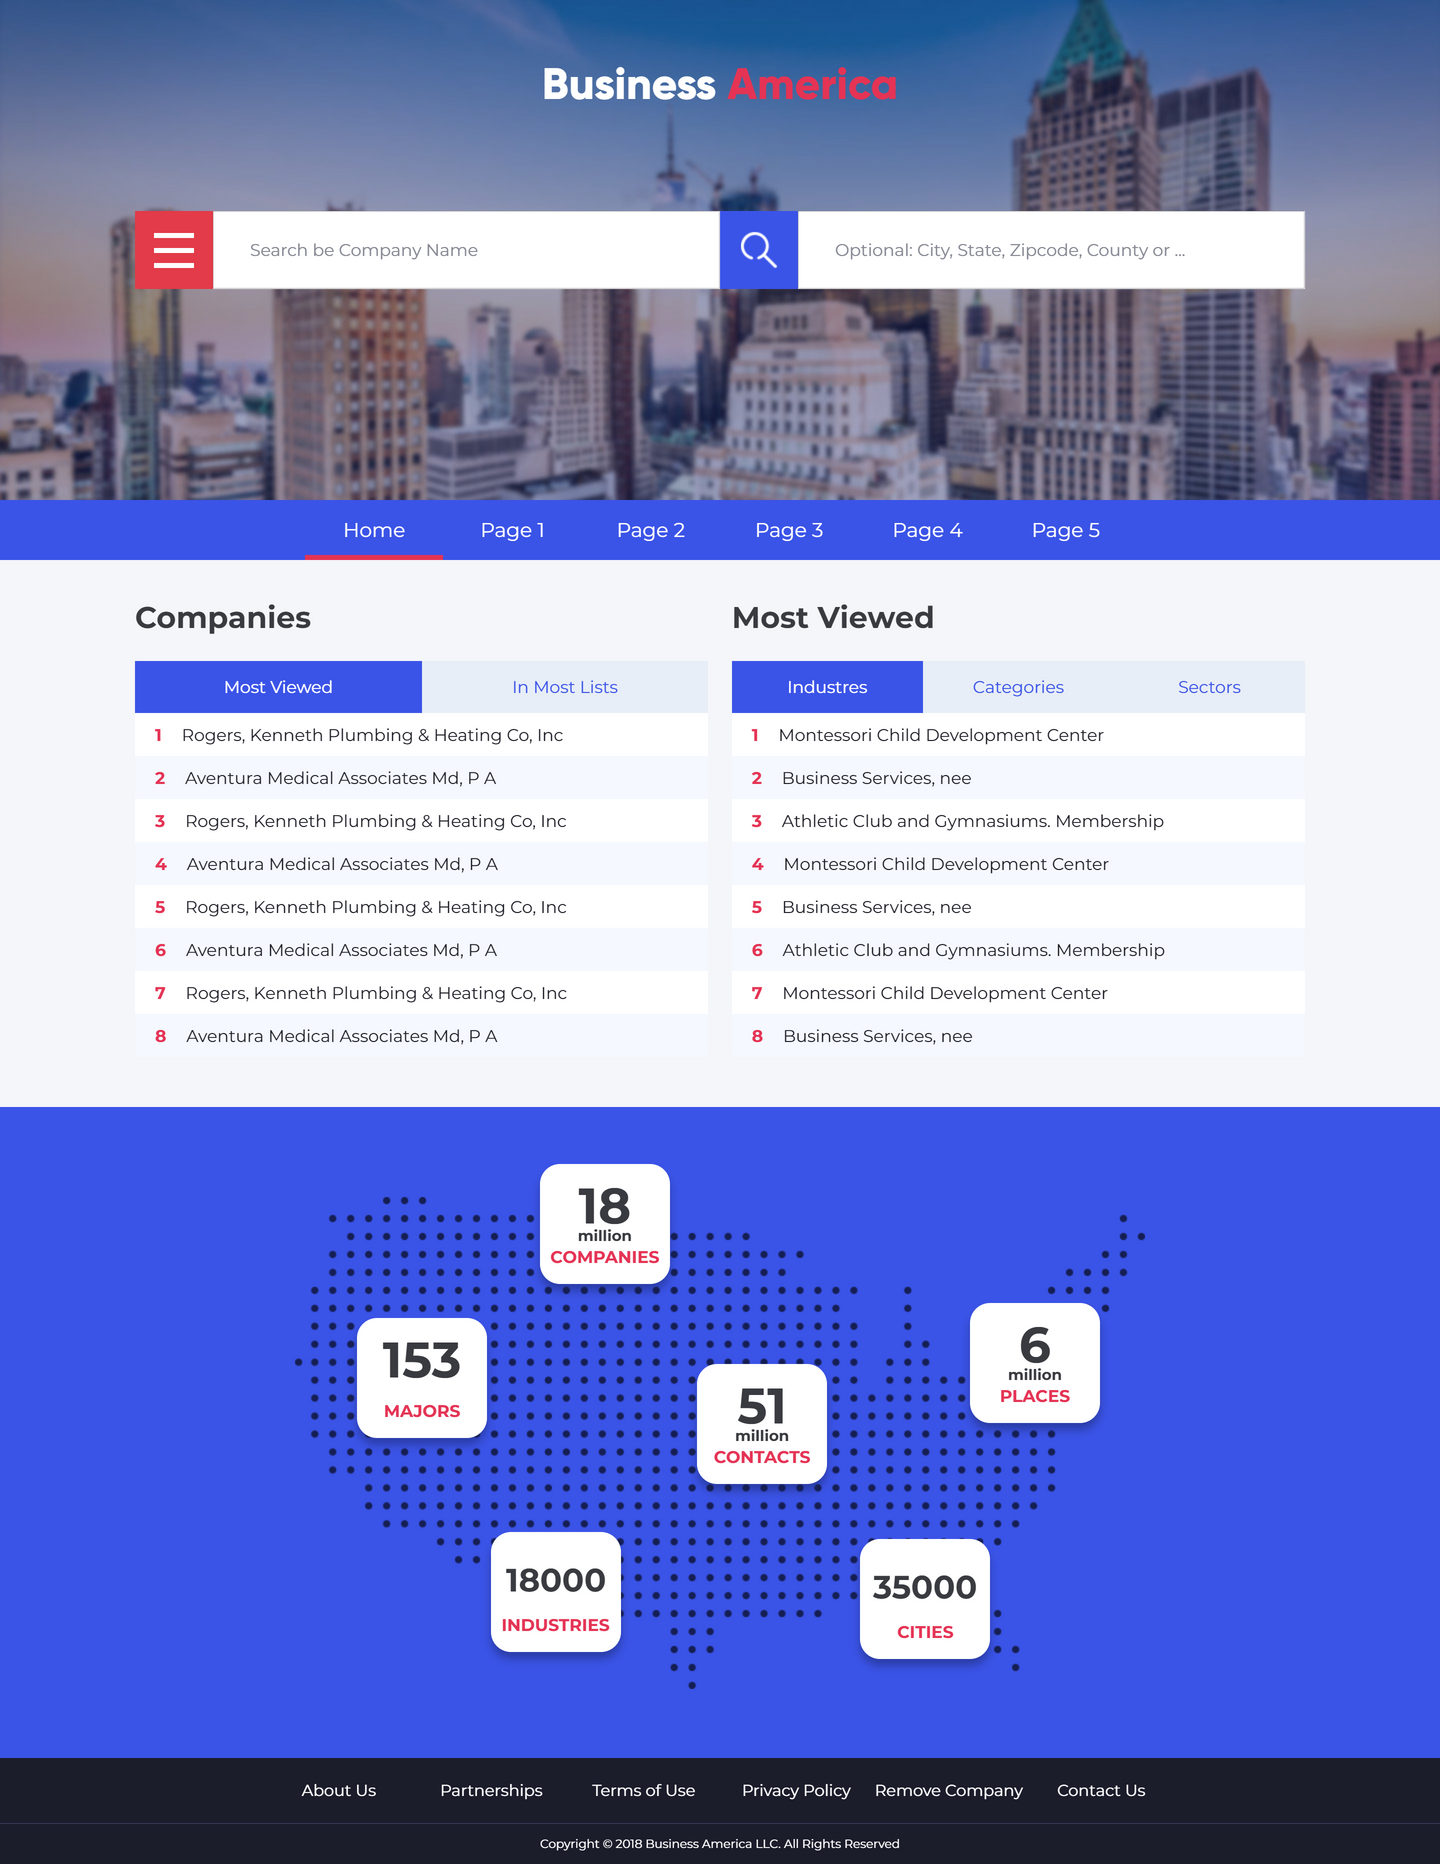 Business America
Search be Company Name
Optional: City, State, Zipcode, County or ...
Home Page 1 Page 2 Page 3 Page 4 Page 5
Companies
Most Viewed In Most Lists
1 Rogers, Kenneth Plumbing & Heating Co, Inc
2 Aventura Medical Associates Md, P A
3 Rogers, Kenneth Plumbing & Heating Co, Inc
4 Aventura Medical Associates Md, P A
5 Rogers, Kenneth Plumbing & Heating Co, Inc
6 Aventura Medical Associates Md, P A
7 Rogers, Kenneth Plumbing & Heating Co, Inc
8 Aventura Medical Associates Md, P A
Most Viewed
Industres Categories Sectors
1 Montessori Child Development Center
2 Business Services, nee
3 Athletic Club and Gymnasiums. Membership
4 Montessori Child Development Center
5 Business Services, nee
6 Athletic Club and Gymnasiums. Membership
7 Montessori Child Development Center
8 Business Services, nee
18
million
COMPANIES
153
MAJORS
6
million
PLACES
51
million
CONTACTS
18000
INDUSTRIES
35000
CITIES
About Us Partnerships Terms of Use Privacy Policy Remove Company Contact Us
Copyright © 2018 Business America LLC. All Rights Reserved